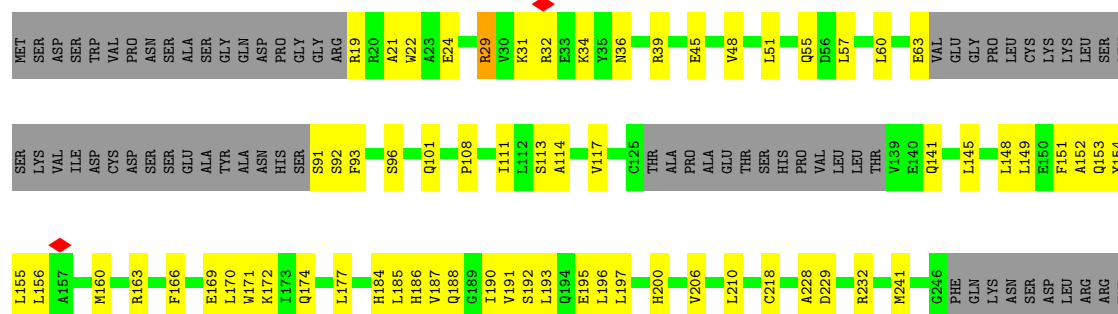 MET SER ASP SER TRP VAL PRO ASN SER ALA SER GLY GLN ASP PRO GLY GLY ARG R19 R20 A21 W22 A23 E24 R29 V30 K31 R32 E33 K34 Y35 N36 R39 E45 V48 L51 Q55 D56 L57 L60 E63 VAL GLU GLY PRO LEU CYS LYS LYS LEU SER
SER LYS VAL ILE ASP CYS ASP SER SER GLU ALA TYR ALA ASN HIS SER S91 S92 F93 S96 Q101 P108 I111 L112 S113 A114 V117 C125 THR ALA PRO ALA GLU THR SER HIS PRO VAL LEU LEU THR V139 E140 Q141 L145 L148 L149 E150 F151 A152 Q153 Y154
L155 L156 A157 M160 R163 F166 E169 L170 W171 K172 I173 Q174 L177 H184 L185 H186 V187 Q188 G189 I190 V191 S192 L193 Q194 E195 L196 L197 H200 V206 L210 C218 A228 D229 R232 M241 G246 PHE GLN LYS ASN SER ASP LEU ARG ARG